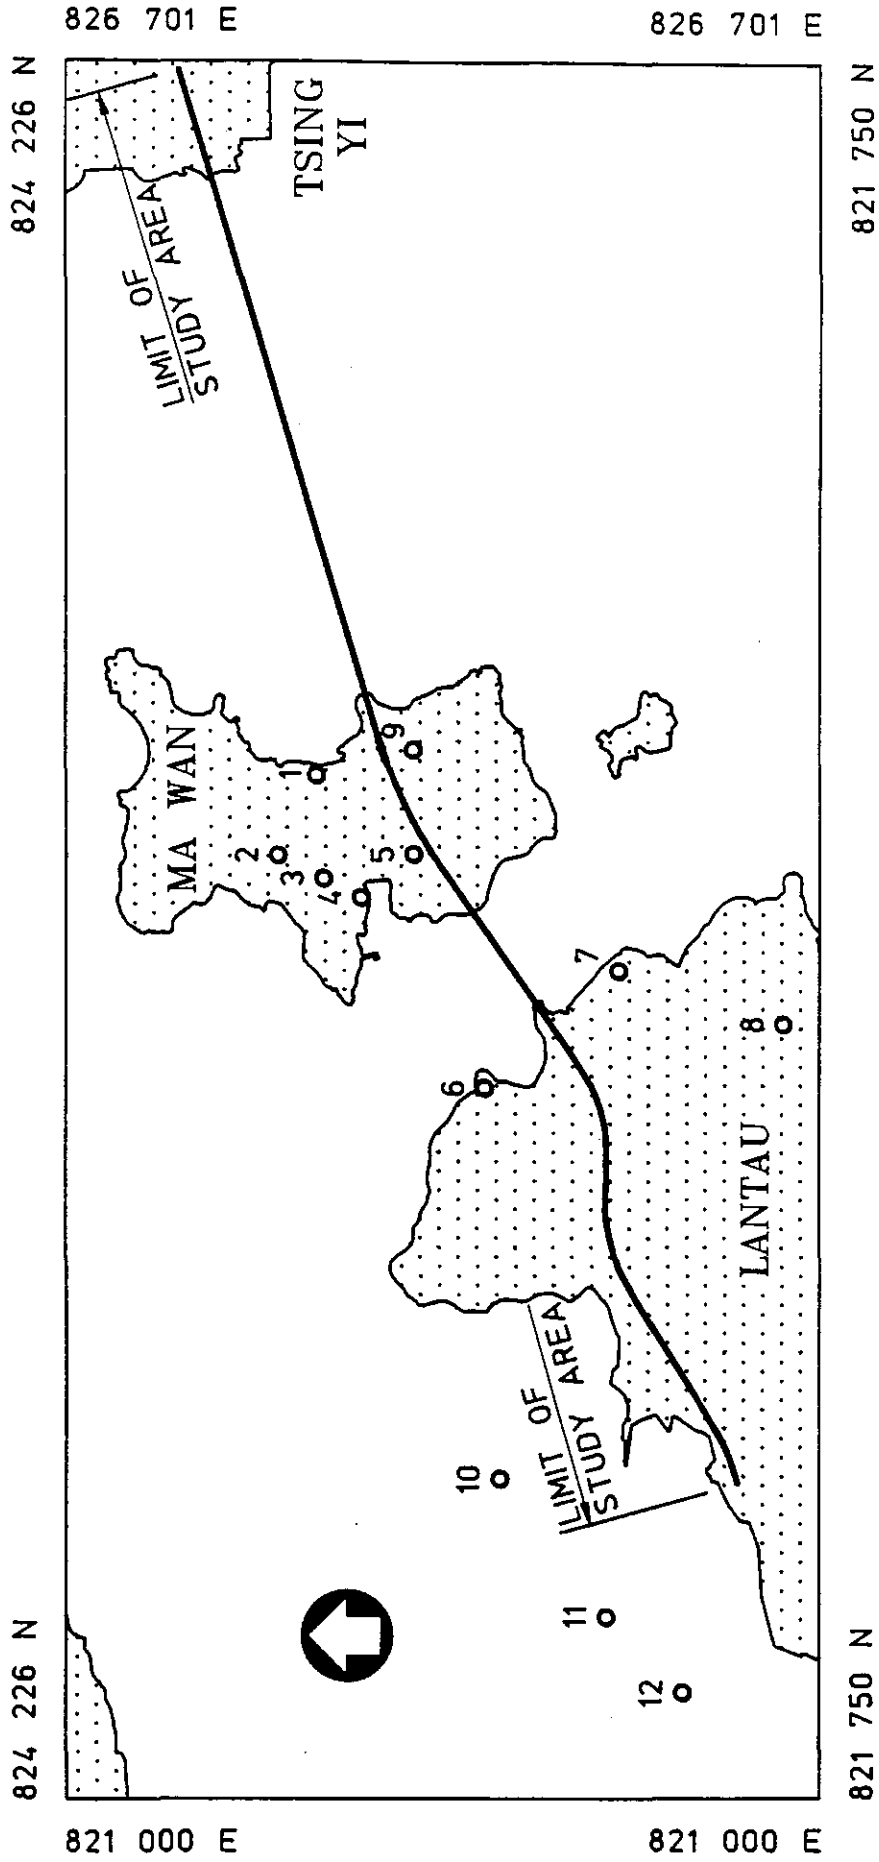 824 226 N
824 226 N
821 000 E
826 701 E
MA WAN
TSING
YI
LIMIT OF
STUDY AREA
1
2
3
4
5
9
6
7
8
LANTAU
LIMIT OF
STUDY AREA
10
11
12
821 000 E
826 701 E
821 750 N
821 750 N